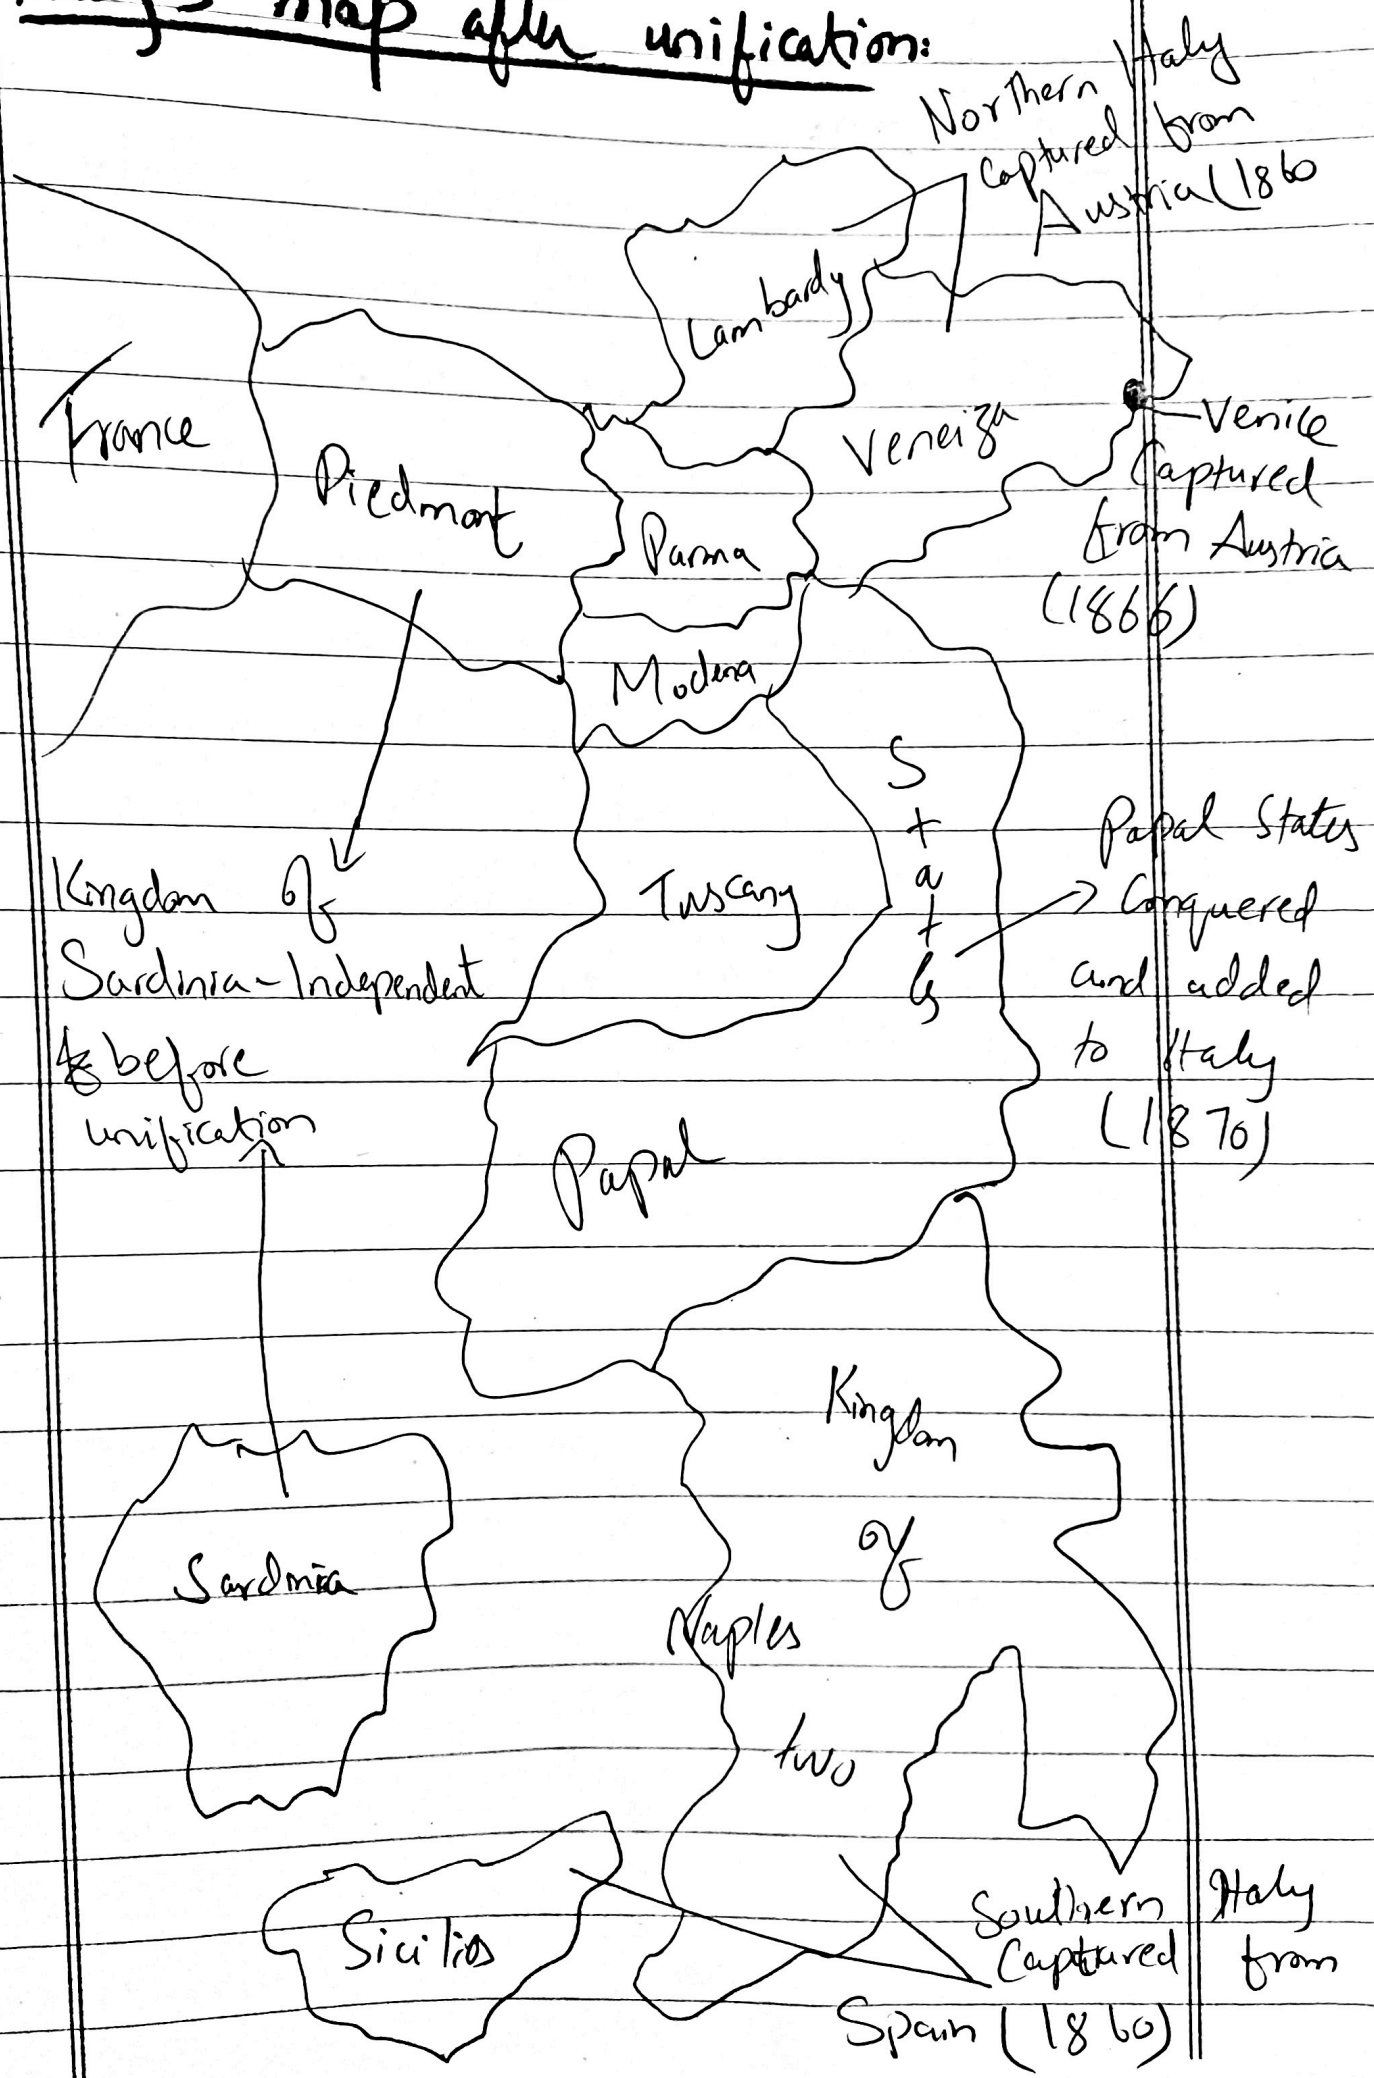 map after unification:
Northern Italy
captured from
Austria (1860
Lambardy
France
Piedmont
Veneiza
Venice
Captured
from Austria
(1866)
Parma
Modena
States
Papal States
Conquered
and added
to Italy
(1870)
Tuscany
Kingdom of
Sardinia-Independent
before
unification
Papal
Kingdom
of
Naples
two
Sardinia
Sicilies
Southern Italy
Captured from
Spain (1860)